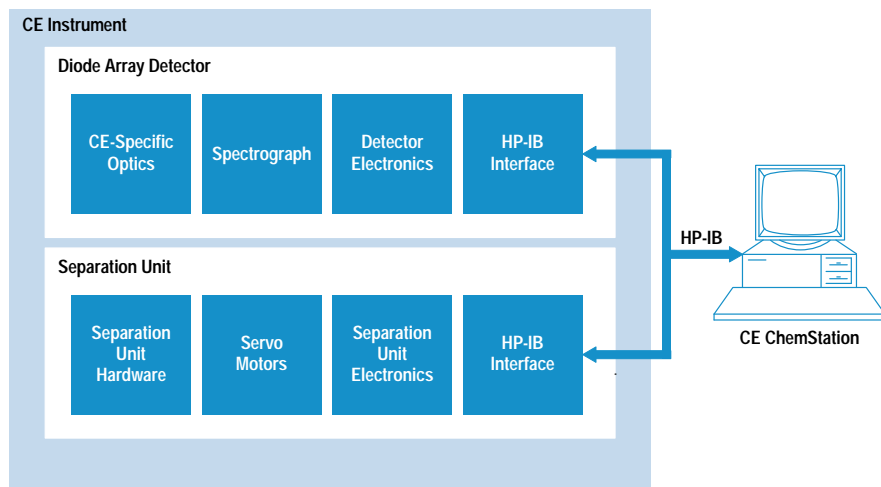 CE Instrument
Diode Array Detector
CE-Specific
Optics
Spectrograph
Detector
Electronics
HP-IB
Interface
HP-IB
CE ChemStation
Separation Unit
Separation
Unit
Hardware
Servo
Motors
Separation
Unit
Electronics
HP-IB
Interface